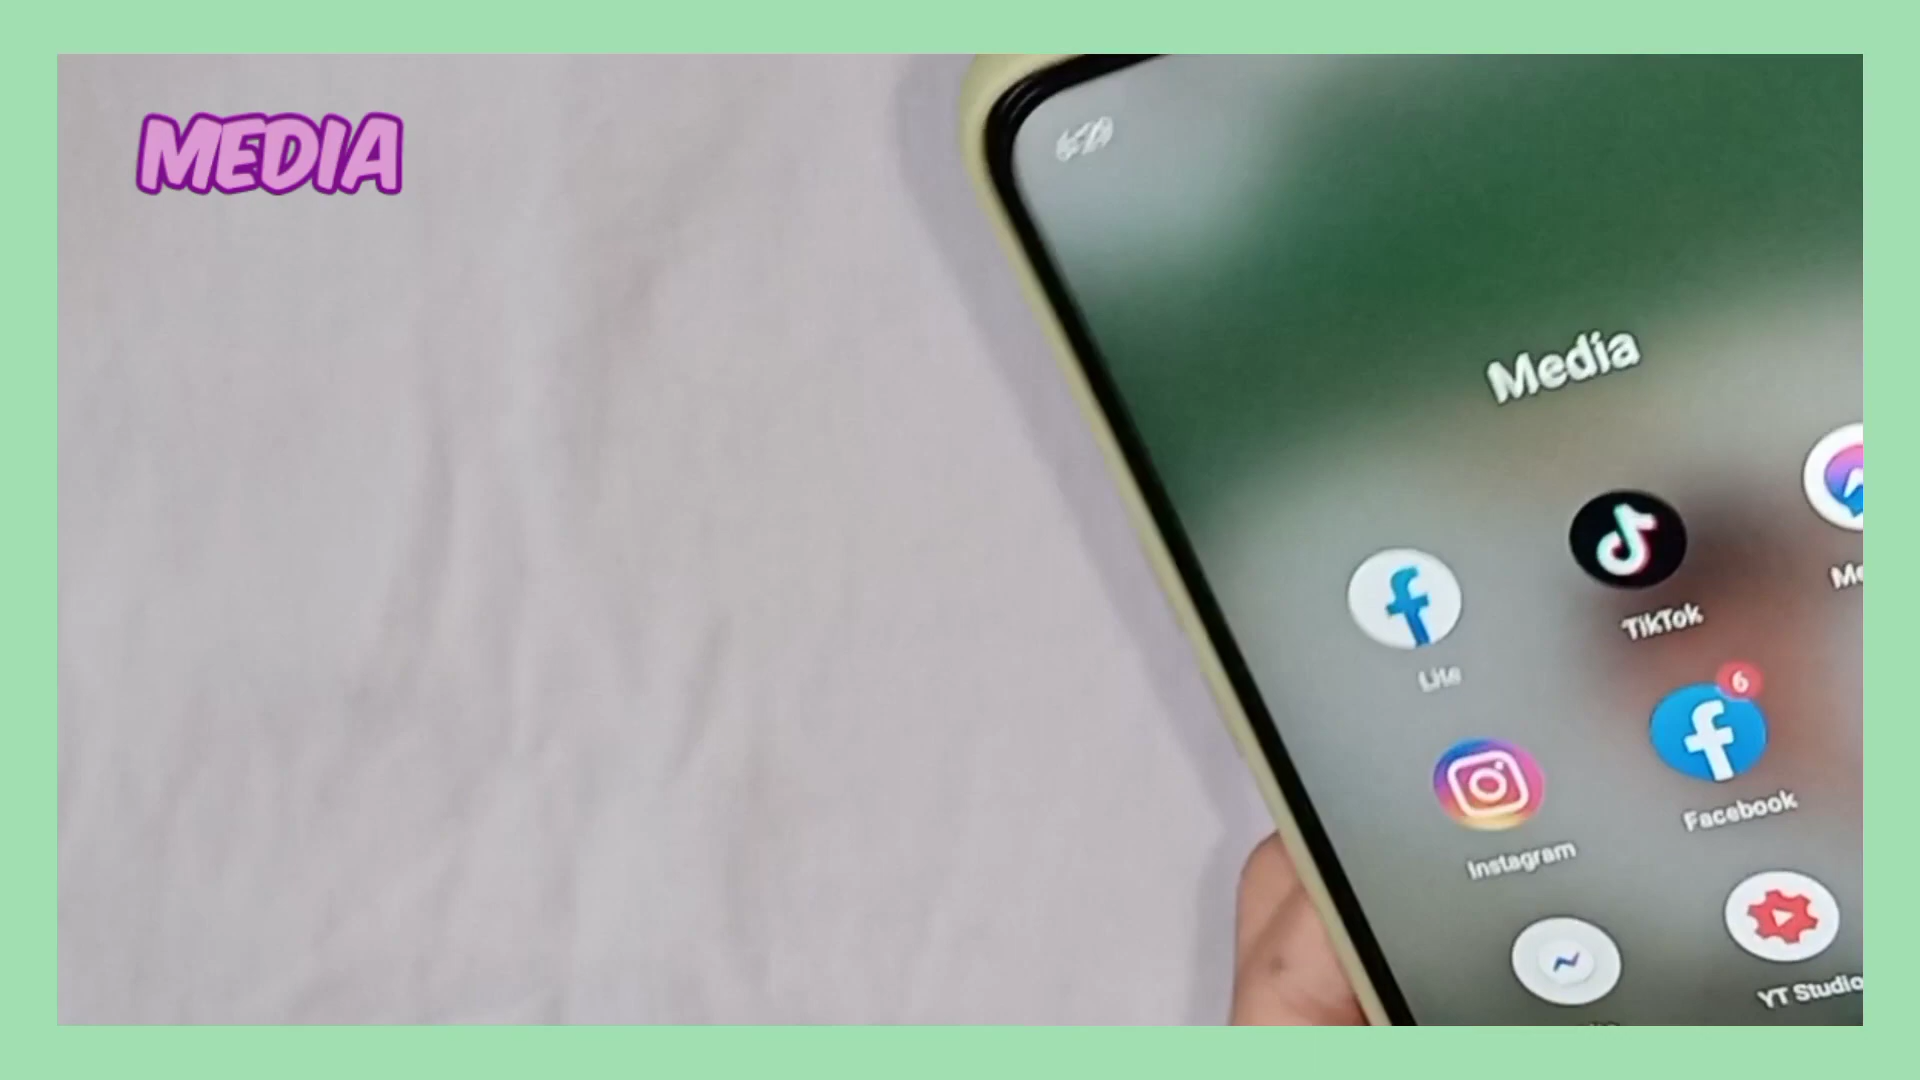 MEDIA
Media
TikTok
Lite
6
Facebook
Instagram
YT Studio